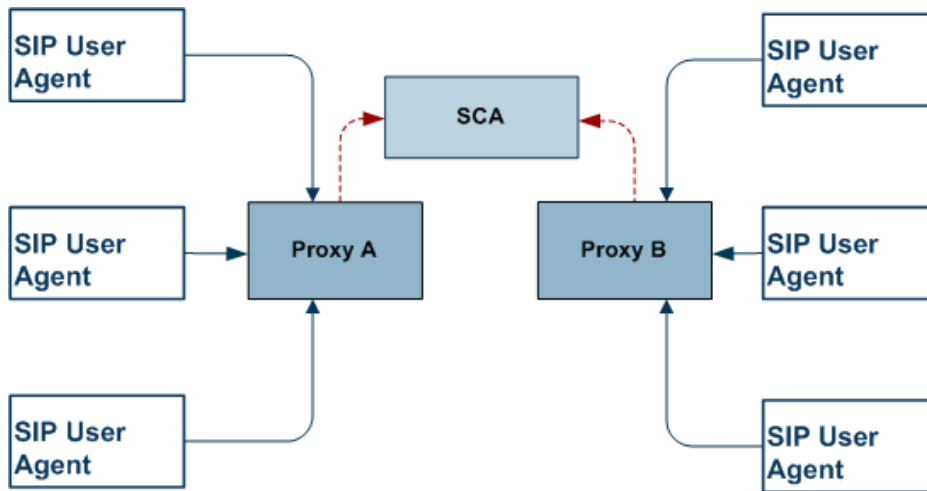 SIP User
Agent
SIP User
Agent
SCA
SIP User
Agent
Proxy A
Proxy B
SIP User
Agent
SIP User
Agent
SIP User
Agent